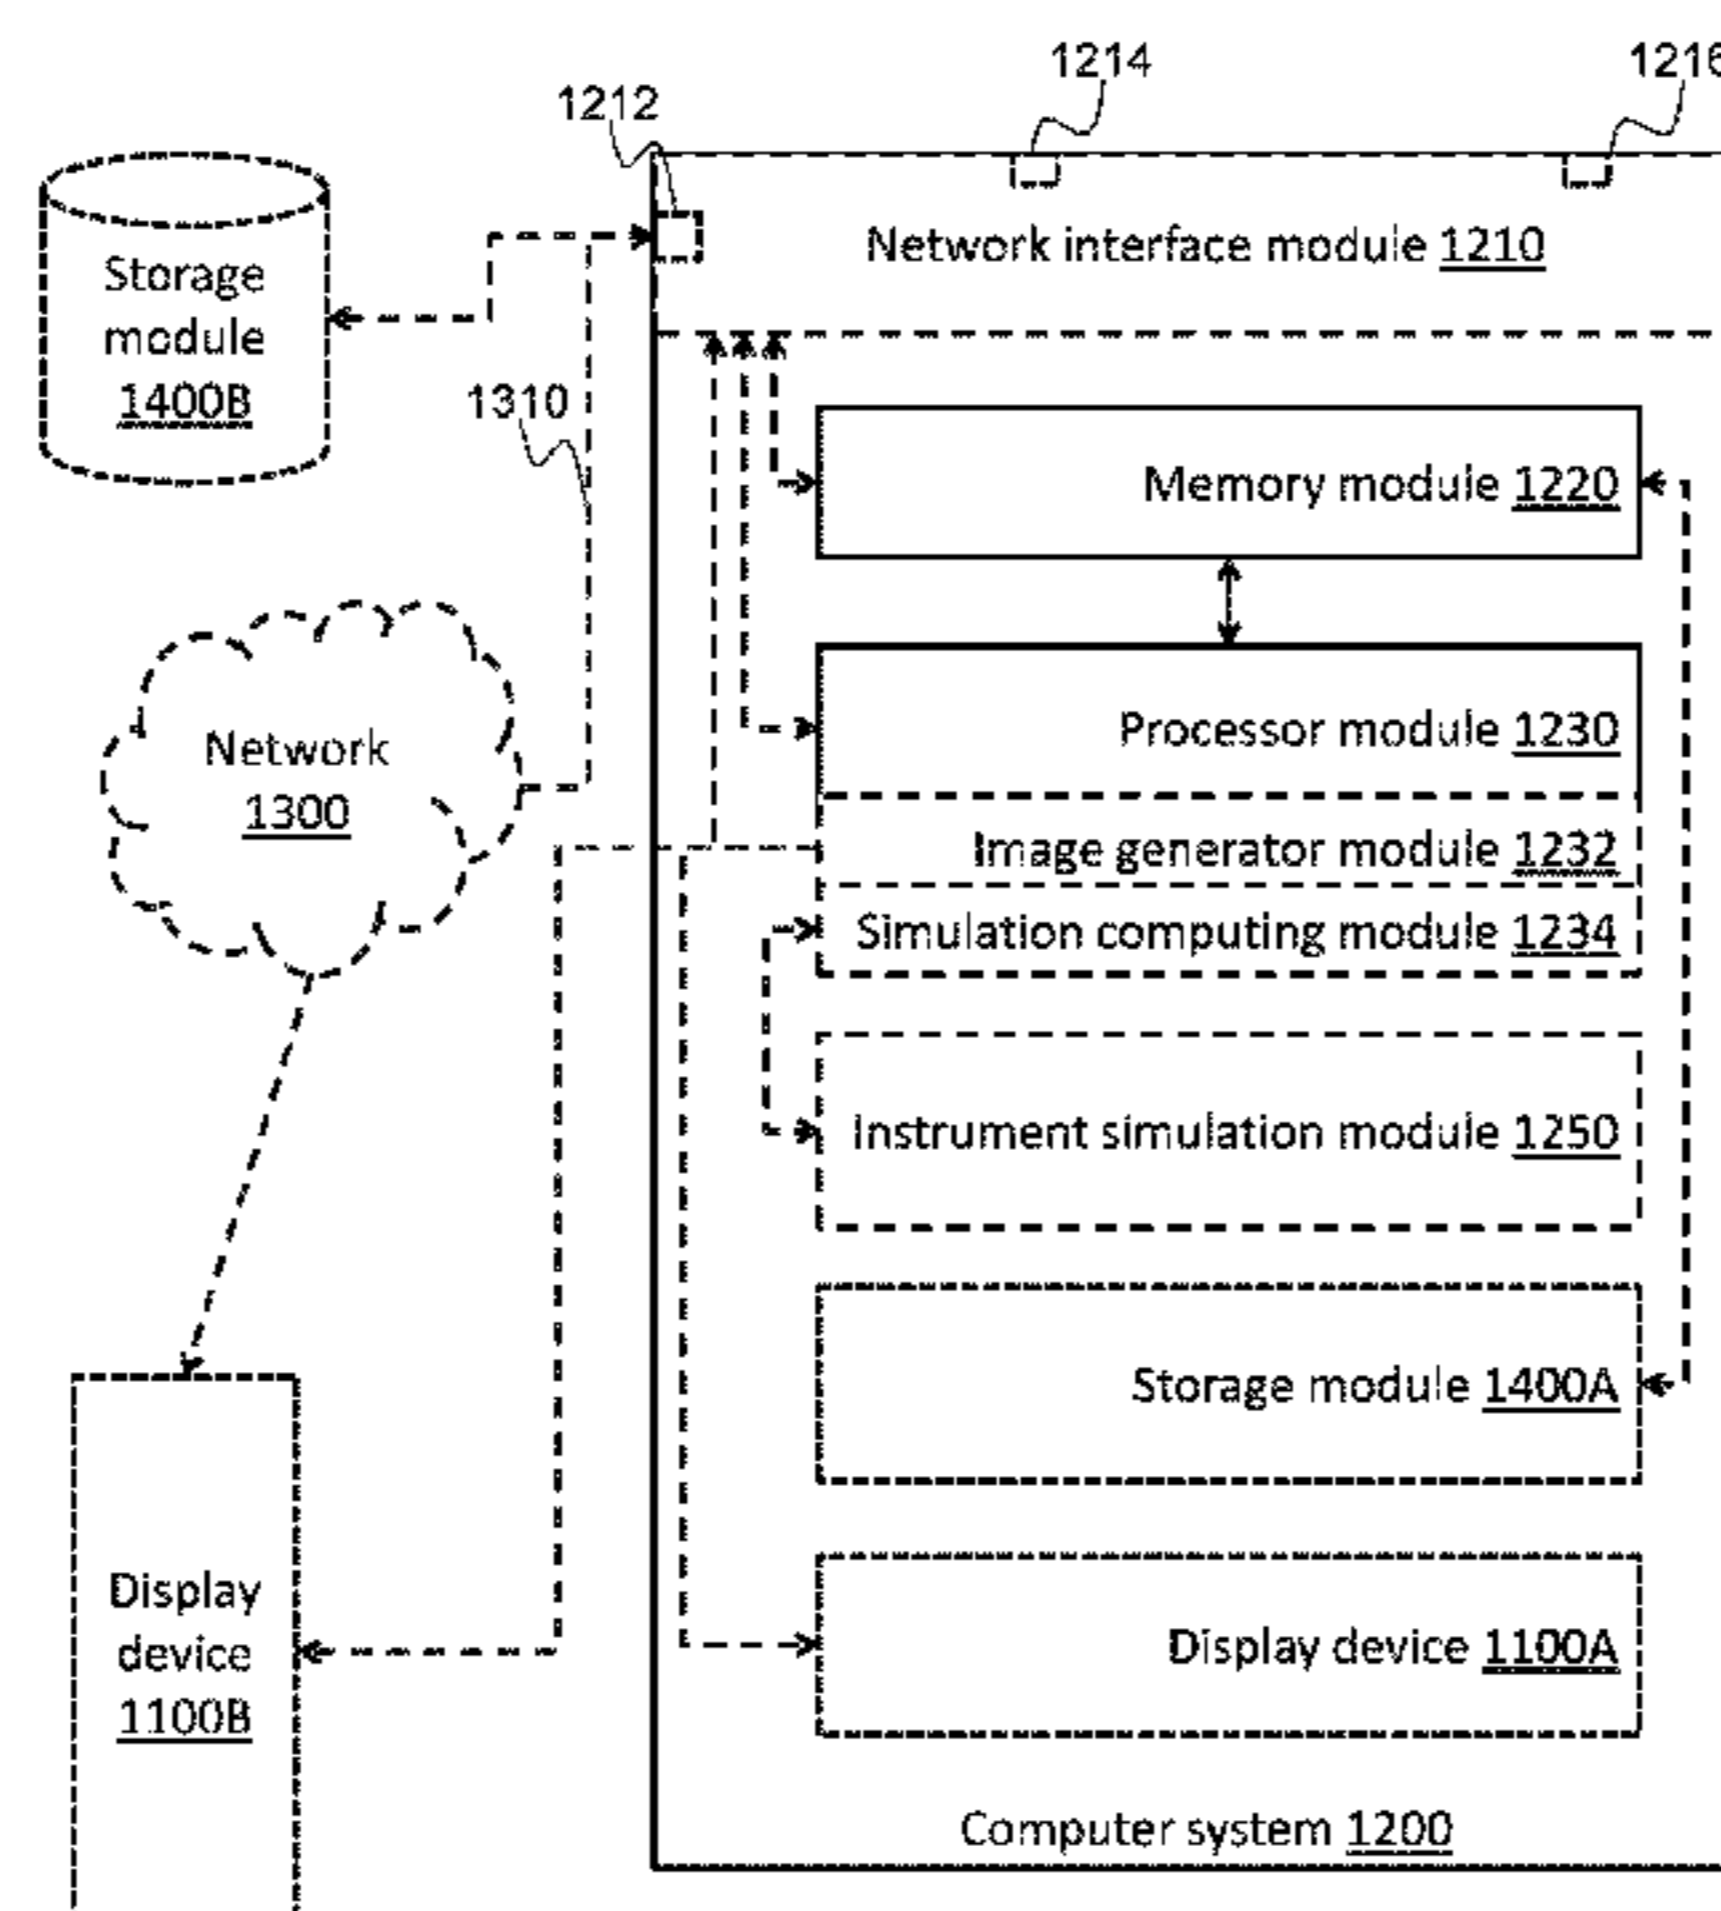 1214
1216
1212
Network interface module 1210
Storage
module
1400B
1310
Memory module 1220
Network
1300
Processor module 1230
Image generator module 1232
Simulation computing module 1234
Instrument simulation module 1250
Storage module 1400A
Display
device
1100B
Display device 1100A
Computer system 1200